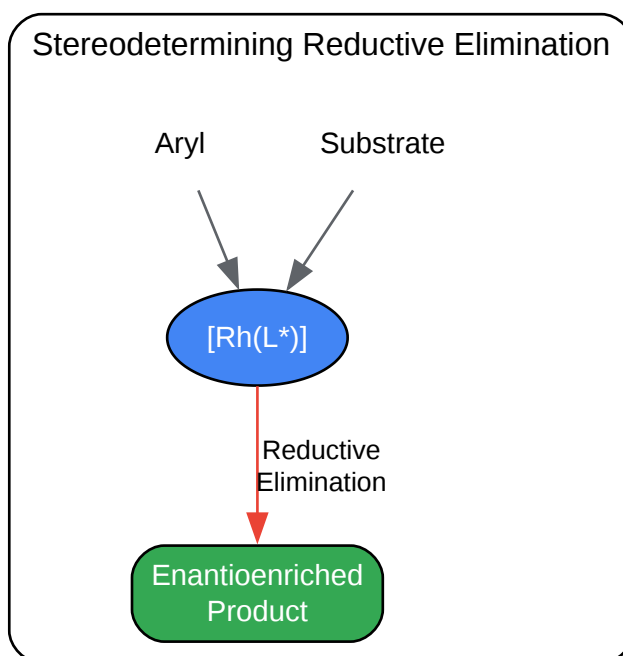 Stereodetermining Reductive Elimination
Aryl
Substrate
[Rh(L*)]
Reductive
Elimination
Enantioenriched
Product